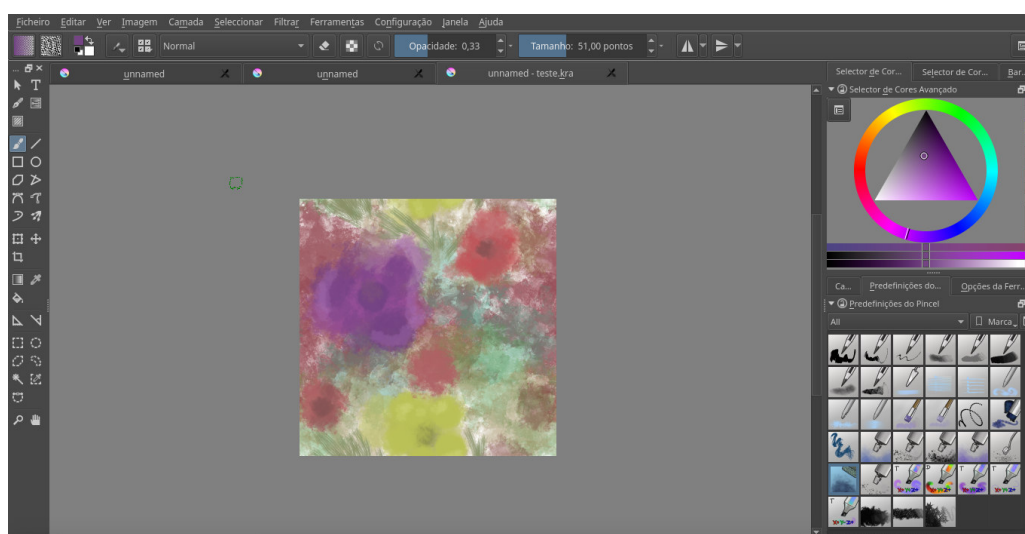 Ficheiro Editar Ver Imagem Camada Seleccionar Filtrar Ferramentas Configuração Janela Ajuda
Normal Opacidade: 0,33 Tamanho: 51,00 pontos
unnamed unnamed unnamed - teste.kra
Selector de Cor... Selector de Cor... Bar..
Selector de Cores Avançado
Ca... Predefinições do... Opções da Ferr..
Predefinições do Pincel
All Marca